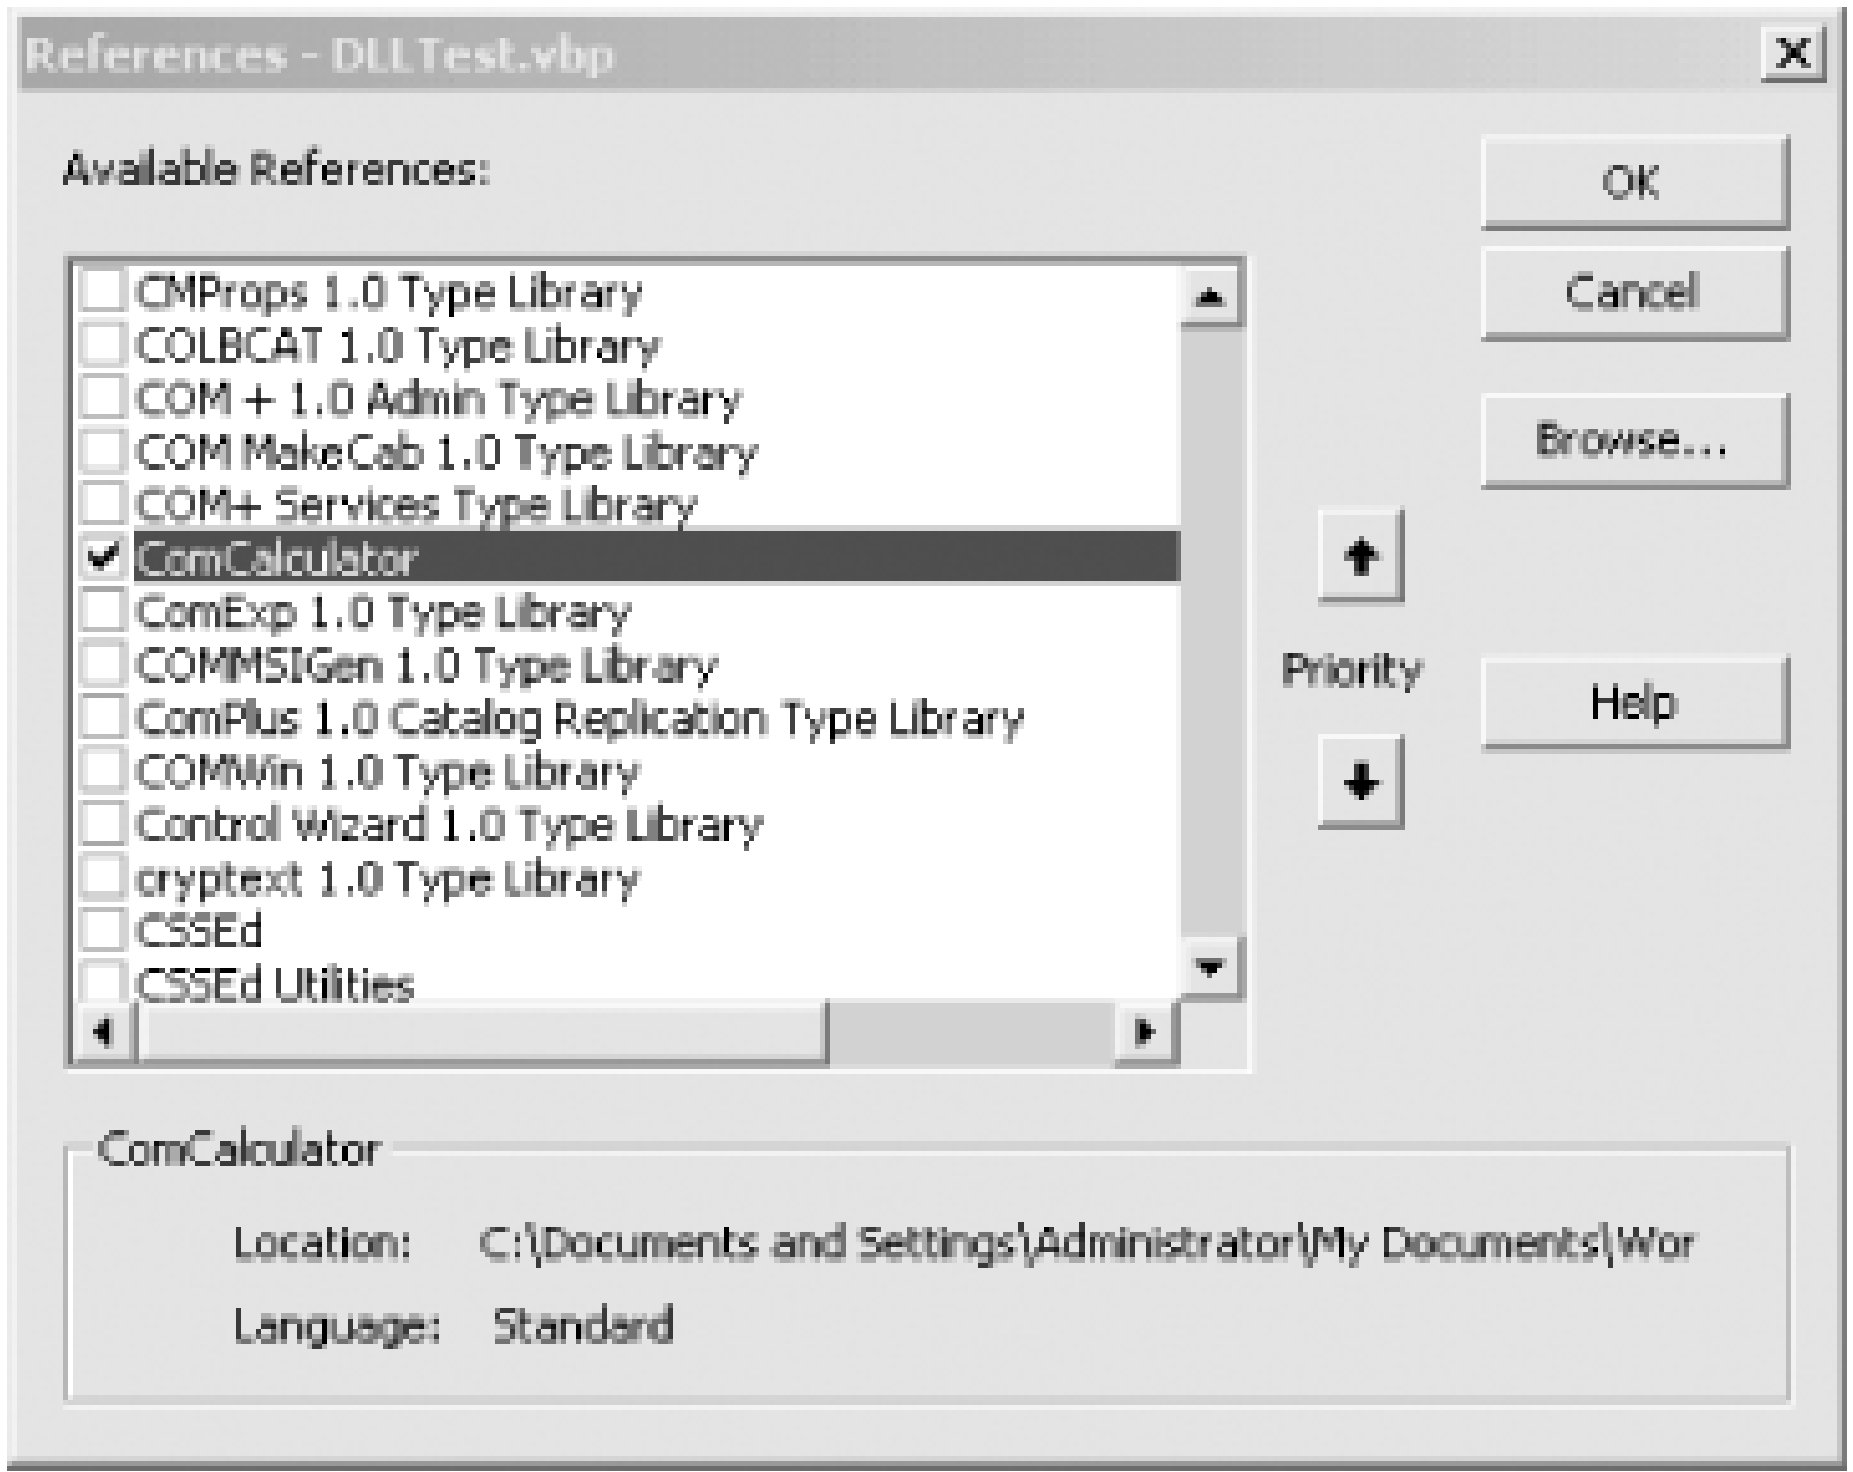 References - DLLTest.vbp
Available References:
OK
Cancel
Browse...
Help
CMProps 1.0 Type Library
COLBCAT 1.0 Type Library
COM + 1.0 Admin Type Library
COM MakeCab 1.0 Type Library
COM+ Services Type Library
ComCalculator
ComExp 1.0 Type Library
COMMSIGen 1.0 Type Library
ComPlus 1.0 Catalog Replication Type Library
COMWin 1.0 Type Library
Control Wizard 1.0 Type Library
cryptext 1.0 Type Library
CSSEd
CSSEd Utilities
Priority
ComCalculator
Location: C:\Documents and Settings\Administrator\My Documents\Wor
Language: Standard